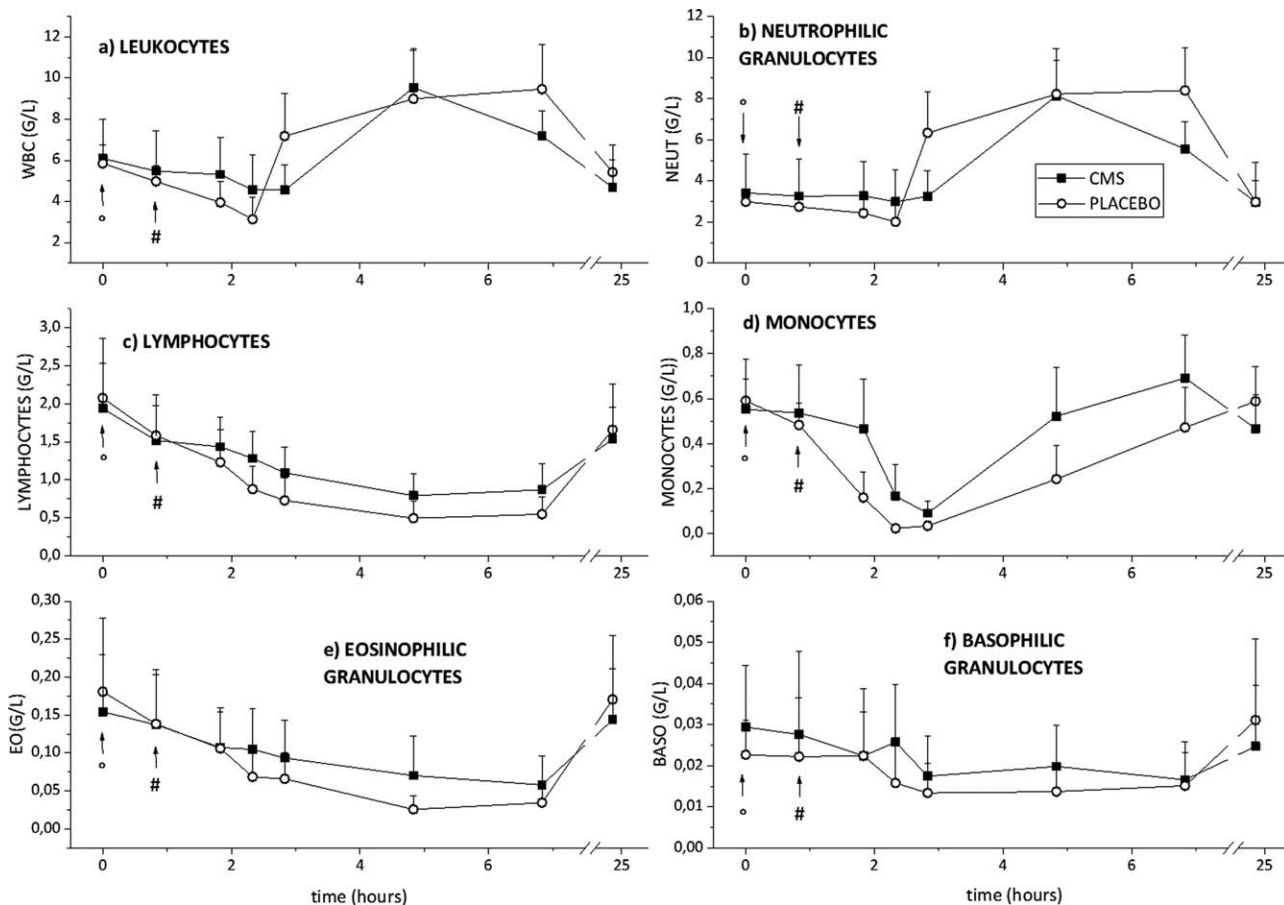 a) LEUKOCYTES
WBC (G/L)
12
10
8
6
4
2
° #
0 2 4 6 25
b) NEUTROPHILIC
GRANULOCYTES
NEUT (G/L)
12
10
8
6
4
2
0
° #
CMS
PLACEBO
0 2 4 6 25
c) LYMPHOCYTES
LYMPHOCYTES (G/L)
3,0
2,5
2,0
1,5
1,0
0,5
0,0
° #
0 2 4 6 25
d) MONOCYTES
MONOCYTES (G/L))
1,0
0,8
0,6
0,4
0,2
0,0
° #
0 2 4 6 25
e) EOSINOPHILIC
GRANULOCYTES
EO(G/L)
0,30
0,25
0,20
0,15
0,10
0,05
0,00
° #
0 2 4 6 25
time (hours)
f) BASOPHILIC
GRANULOCYTES
BASO (G/L)
0,06
0,05
0,04
0,03
0,02
0,01
0,00
° #
0 2 4 6 25
time (hours)